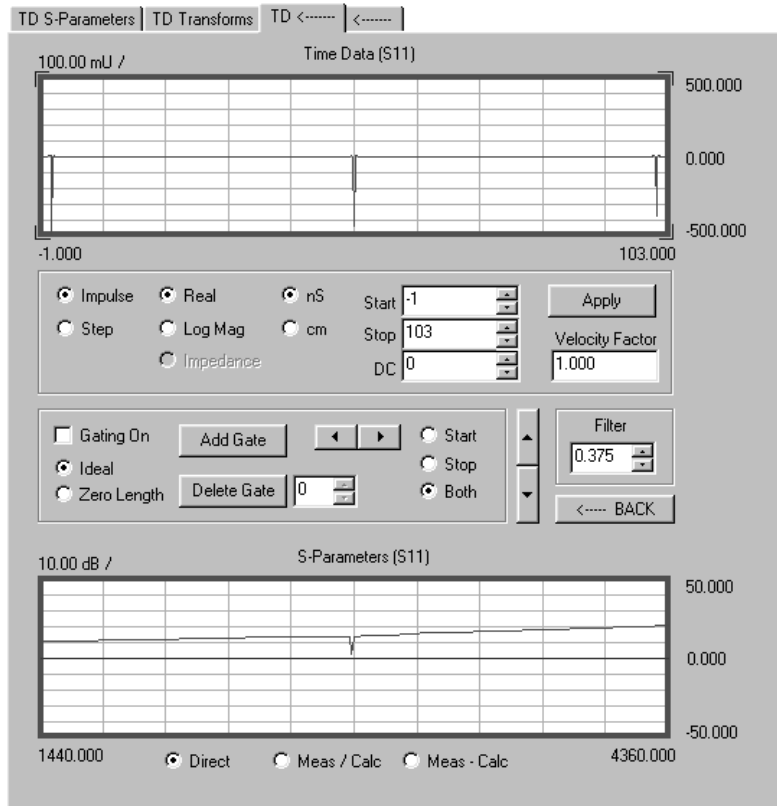 TD S-Parameters TD Transforms TD <------ <-------
100.00 mU / Time Data (S11)
500.000
0.000
-500.000
-1.000 103.000
Impulse Real nS Start -1 Apply
Step Log Mag cm Stop 103 Velocity Factor
Impedance DC 0 1.000
Gating On Add Gate Start Filter
Ideal Stop 0.375
Zero Length Delete Gate 0 Both <----- BACK
10.00 dB / S-Parameters (S11)
50.000
0.000
-50.000
1440.000 Direct Meas / Calc Meas - Calc 4360.000